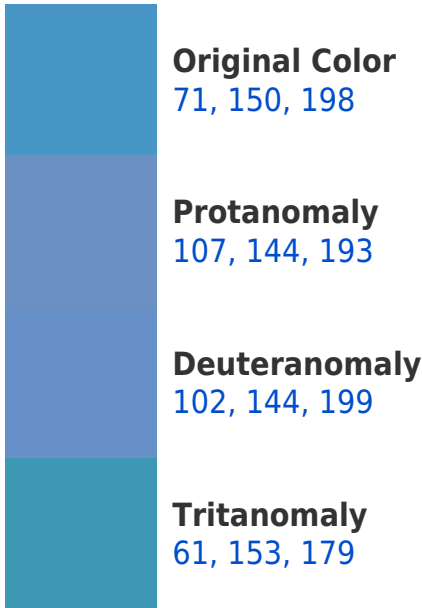 Original Color
71, 150, 198
Protanomaly
107, 144, 193
Deuteranomaly
102, 144, 199
Tritanomaly
61, 153, 179